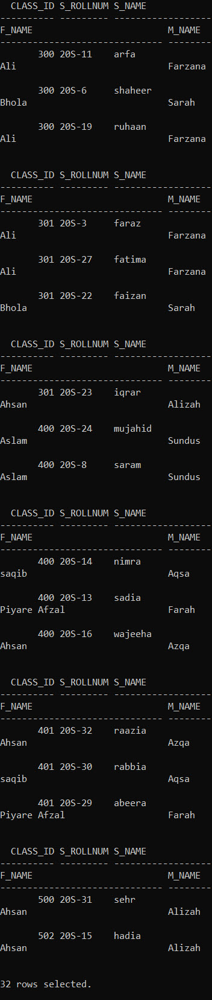 CLASS_ID S_ROLLNUM S_NAME
---------- --------- ------------------
F_NAME                         M_NAME
------------------------------ --------
300 20S-11    arfa
Ali                            Farzana
300 20S-6     shaheer
Bhola                          Sarah
300 20S-19    ruhaan
Ali                            Farzana
CLASS_ID S_ROLLNUM S_NAME
---------- --------- ------------------
F_NAME                         M_NAME
------------------------------ --------
301 20S-3     faraz
Ali                            Farzana
301 20S-27    fatima
Ali                            Farzana
301 20S-22    faizan
Bhola                          Sarah
CLASS_ID S_ROLLNUM S_NAME
---------- --------- ------------------
F_NAME                         M_NAME
------------------------------ --------
301 20S-23    iqrar
Ahsan                          Alizah
400 20S-24    mujahid
Aslam                          Sundus
400 20S-8     saram
Aslam                          Sundus
CLASS_ID S_ROLLNUM S_NAME
---------- --------- ------------------
F_NAME                         M_NAME
------------------------------ --------
400 20S-14    nimra
saqib                          Aqsa
400 20S-13    sadia
Piyare Afzal                   Farah
400 20S-16    wajeeha
Ahsan                          Azqa
CLASS_ID S_ROLLNUM S_NAME
---------- --------- ------------------
F_NAME                         M_NAME
------------------------------ --------
401 20S-32    raazia
Ahsan                          Azqa
401 20S-30    rabbia
saqib                          Aqsa
401 20S-29    abeera
Piyare Afzal                   Farah
CLASS_ID S_ROLLNUM S_NAME
---------- --------- ------------------
F_NAME                         M_NAME
------------------------------ --------
500 20S-31    sehr
Ahsan                          Alizah
502 20S-15    hadia
Ahsan                          Alizah
32 rows selected.